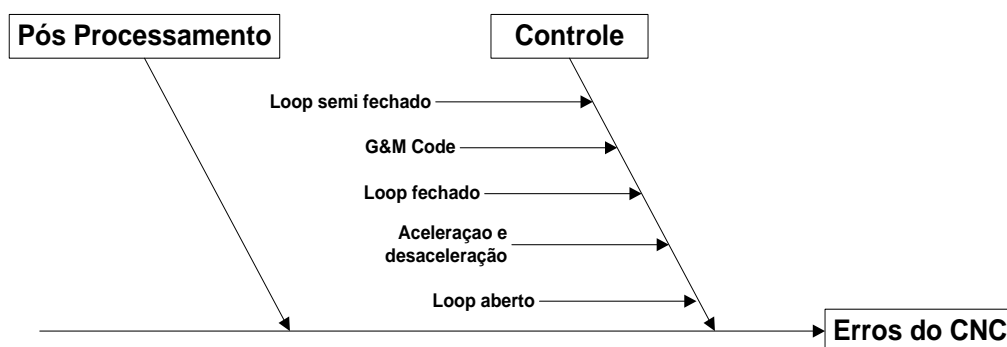 Pós Processamento
Controle
Loop semi fechado
G&M Code
Loop fechado
Aceleraçao e
desaceleração
Loop aberto
Erros do CNC